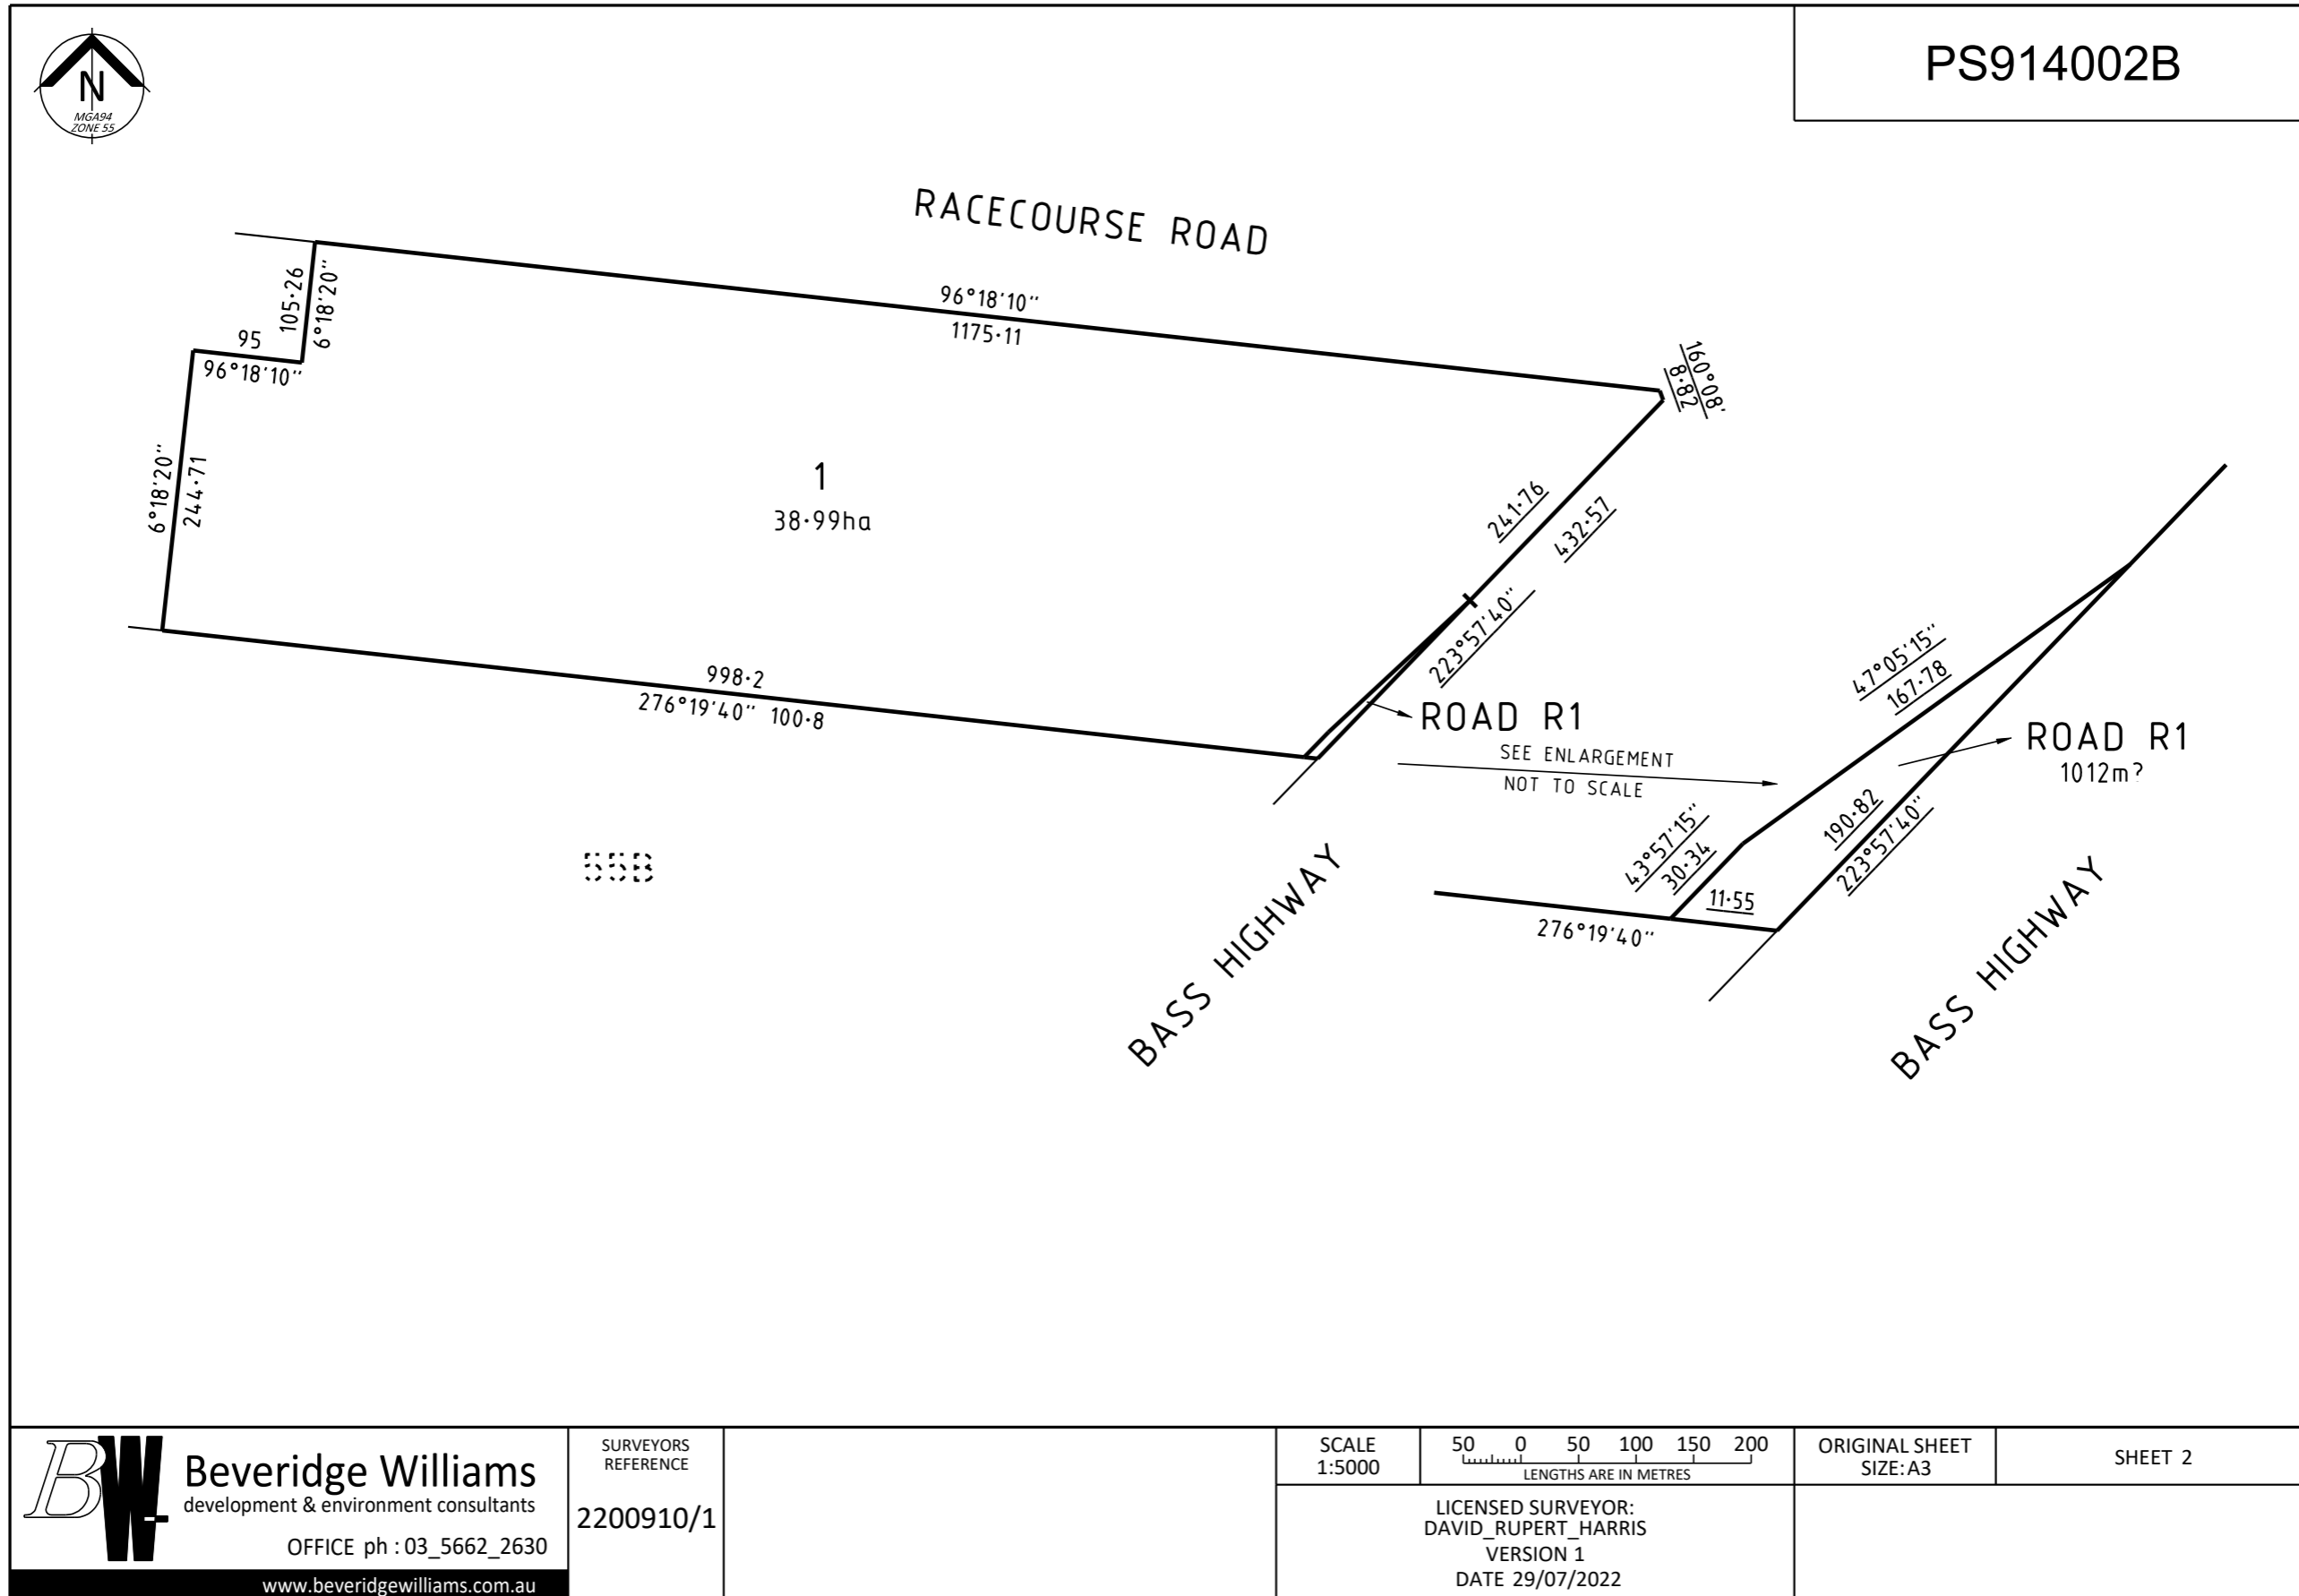 PS914002B
N
MGA94
ZONE 55
RACECOURSE ROAD
105·26
6°18'20"
96°18'10"
1175·11
95
96°18'10"
160°08'
8·82
6°18'20"
244·71
1
38·99ha
241·76
432·57
223°57'40"
998·2
276°19'40" 100·8
ROAD R1
SEE ENLARGEMENT
NOT TO SCALE
47°05'15"
167·78
ROAD R1
1012m?
190·82
223°57'40"
43°57'15"
30·34
11·55
276°19'40"
55B
BASS HIGHWAY
BASS HIGHWAY
BW
Beveridge Williams
development & environment consultants
OFFICE ph : 03_5662_2630
www.beveridgewilliams.com.au
SURVEYORS
REFERENCE
2200910/1
SCALE
1:5000
50 0 50 100 150 200
LENGTHS ARE IN METRES
ORIGINAL SHEET
SIZE: A3
SHEET 2
LICENSED SURVEYOR:
DAVID_RUPERT_HARRIS
VERSION 1
DATE 29/07/2022